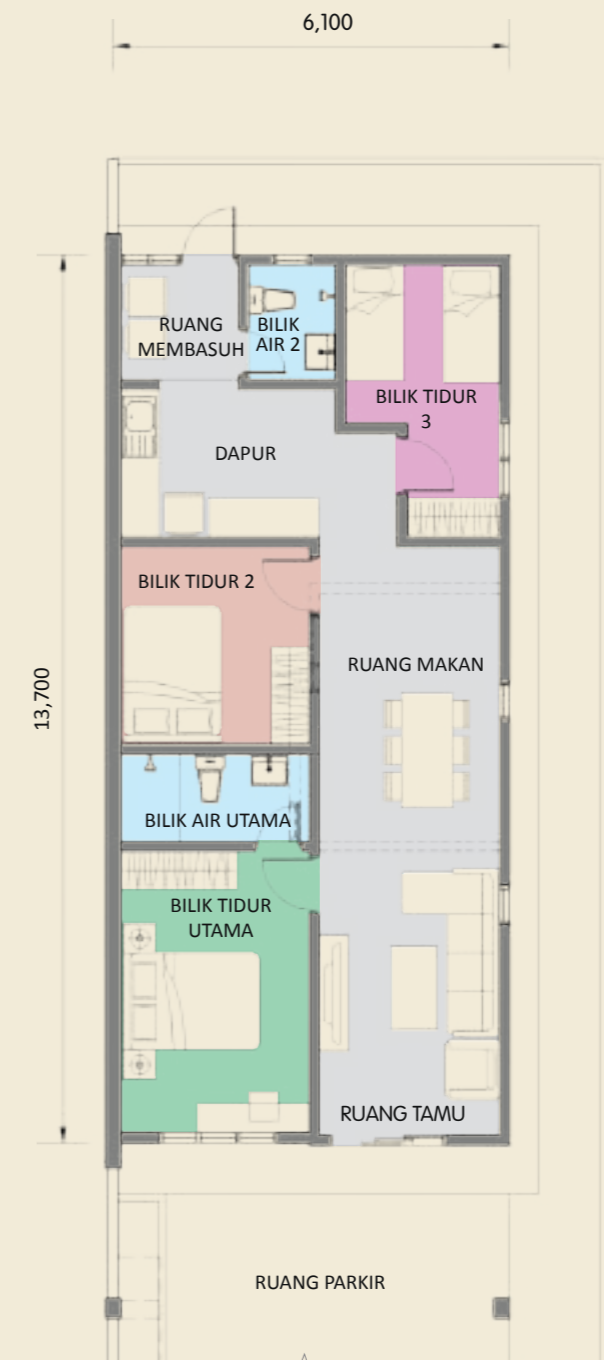 6,100
RUANG
MEMBASUH
BILIK
AIR 2
BILIK TIDUR
3
DAPUR
BILIK TIDUR 2
RUANG MAKAN
13,700
BILIK AIR UTAMA
BILIK TIDUR
UTAMA
RUANG TAMU
RUANG PARKIR